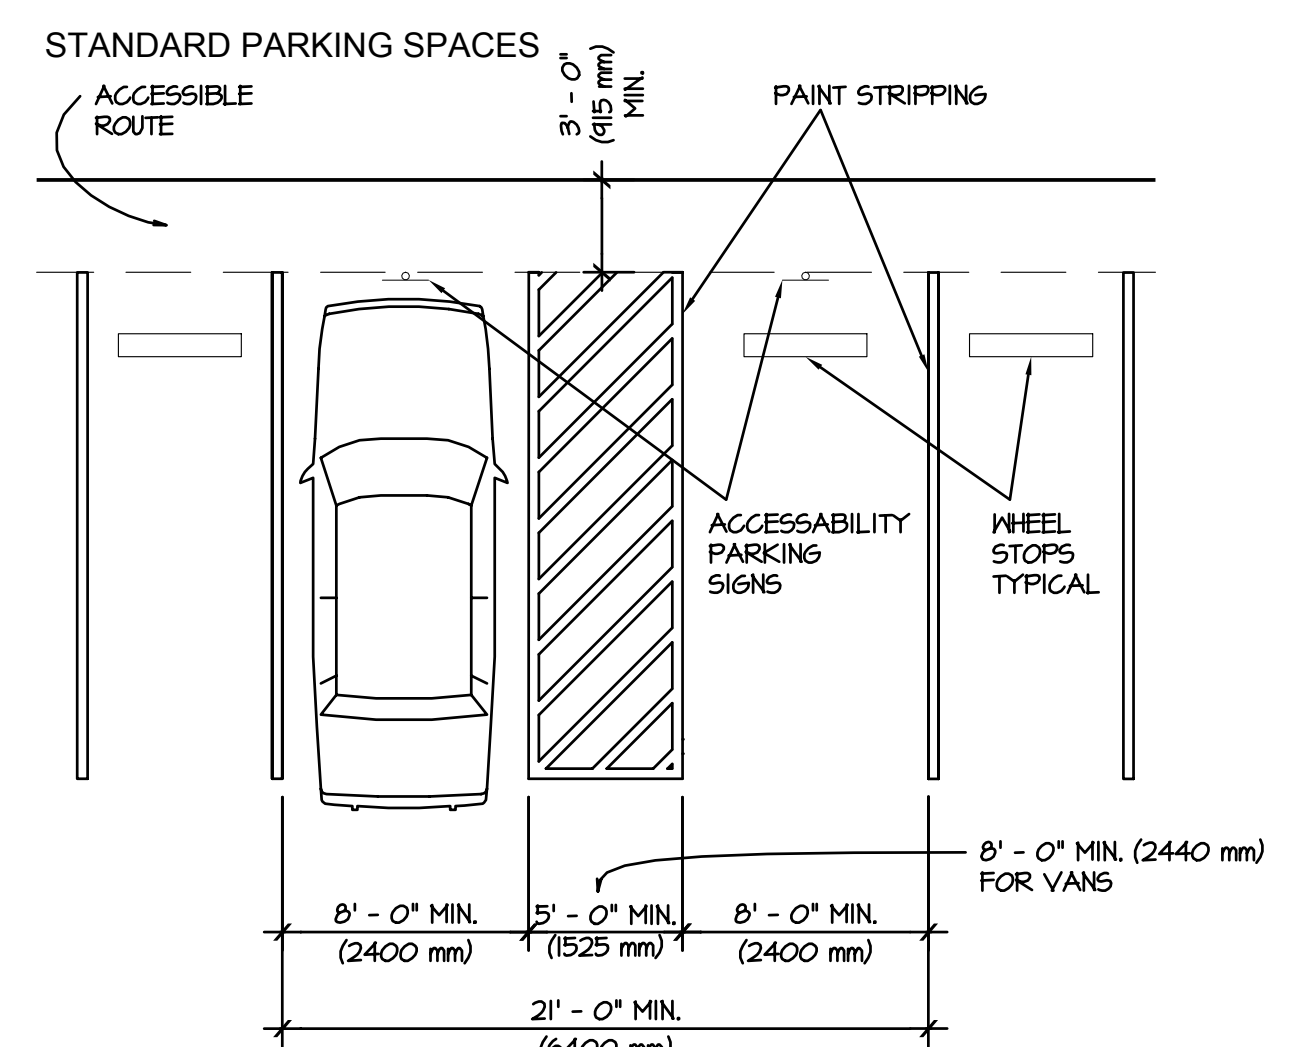 STANDARD PARKING SPACES
ACCESSIBLE
ROUTE
3' - 0"
(915 mm)
MIN.
PAINT STRIPPING
ACCESSABILITY
PARKING
SIGNS
WHEEL
STOPS
TYPICAL
8' - 0" MIN. (2440 mm)
FOR VANS
8' - 0" MIN.
(2400 mm)
5' - 0" MIN.
(1525 mm)
8' - 0" MIN.
(2400 mm)
21' - 0" MIN.
(6400 mm)